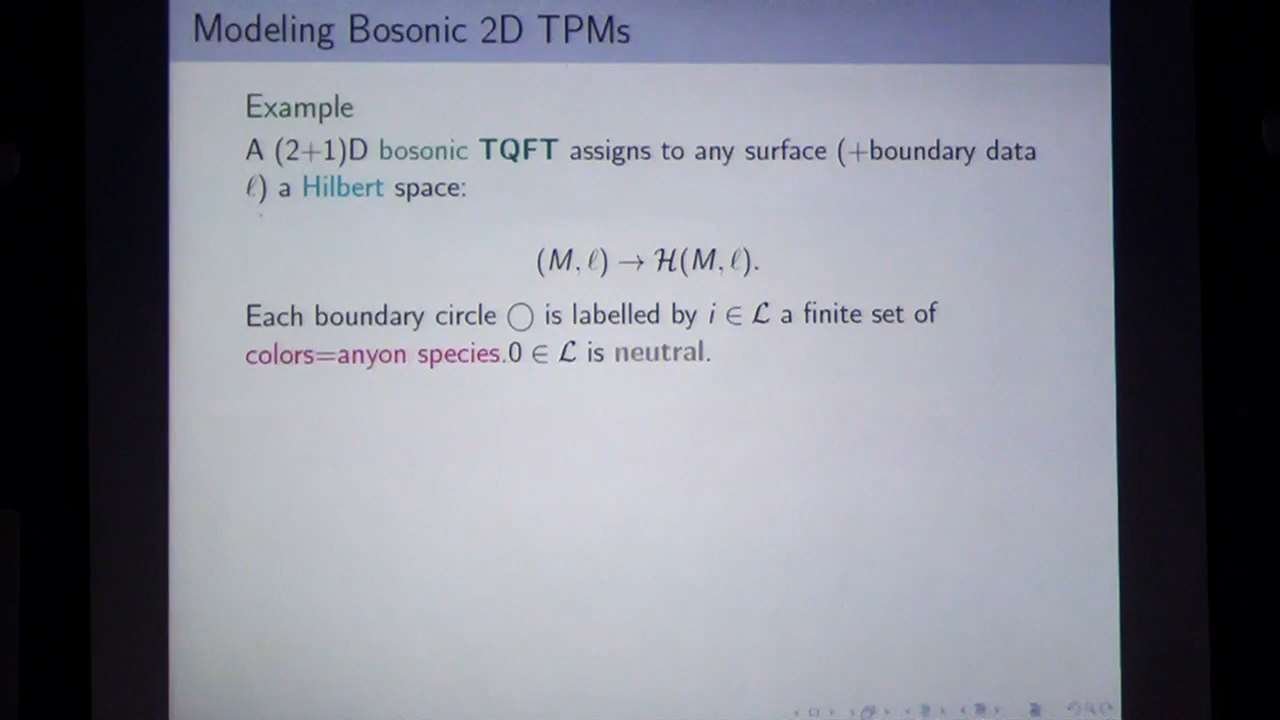 Modeling Bosonic 2D TPMs
Example
A (2+1)D bosonic TQFT assigns to any surface (+boundary data
ℓ) a Hilbert space:
(M, ℓ) → ℋ(M, ℓ).
Each boundary circle ◯ is labelled by i ∈ ℒ a finite set of
colors=anyon species.0 ∈ ℒ is neutral.